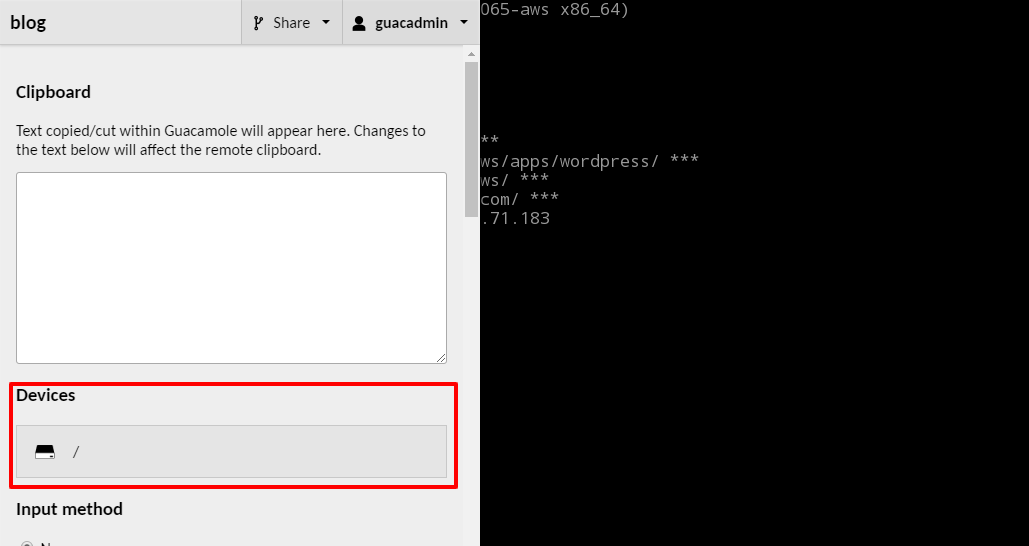 blog
Share
guacadmin
Clipboard
Text copied/cut within Guacamole will appear here. Changes to
the text below will affect the remote clipboard.
Devices
/
Input method
065-aws x86_64)
**
ws/apps/wordpress/ ***
ws/ ***
com/ ***
.71.183